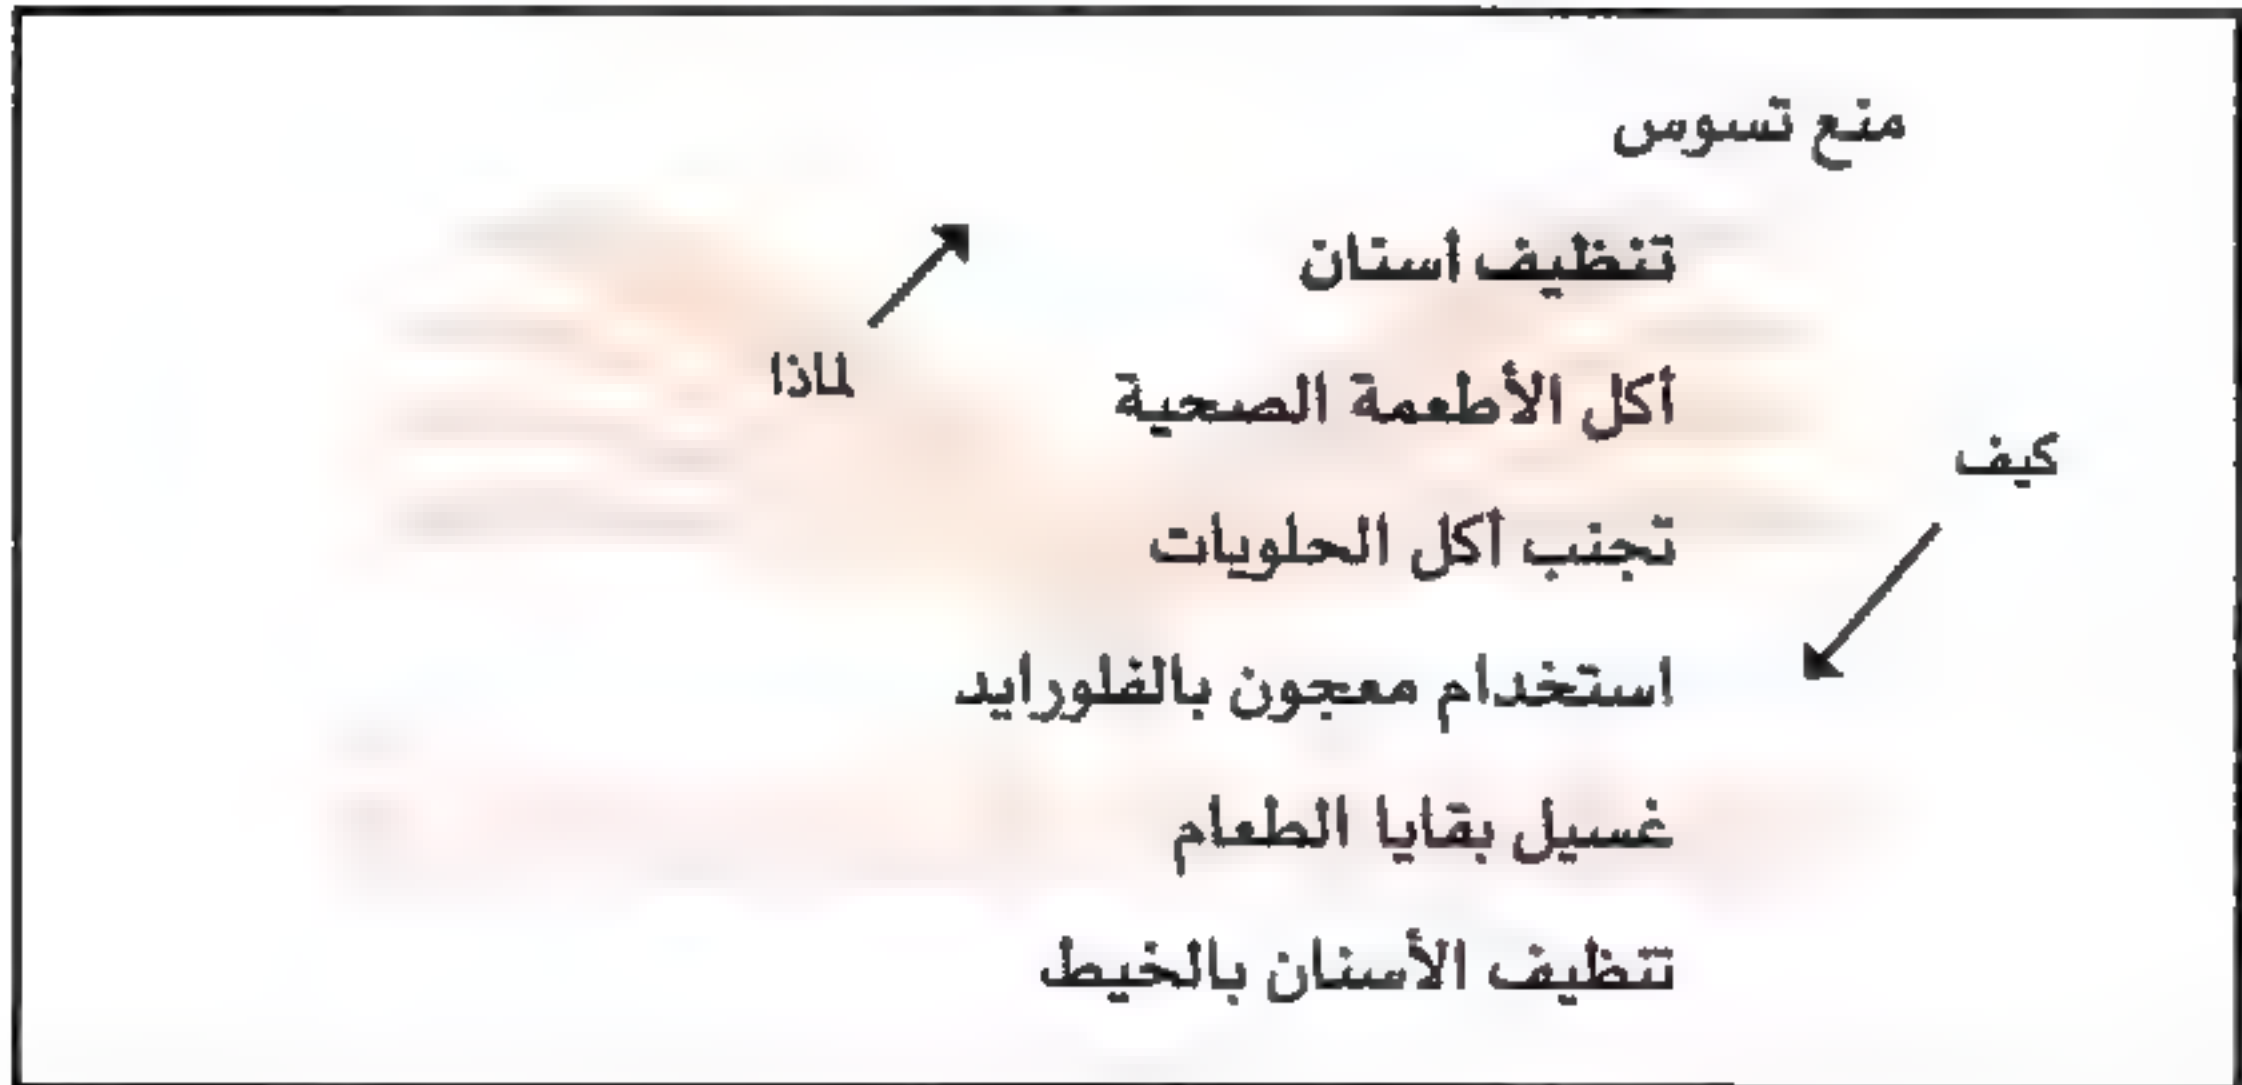 منع تسوس
تنظيف أسنان
لماذا
أكل الأطعمة الصحية
كيف
تجنب أكل الحلويات
استخدام معجون بالفلورايد
غسيل بقايا الطعام
تنظيف الأسنان بالخيط